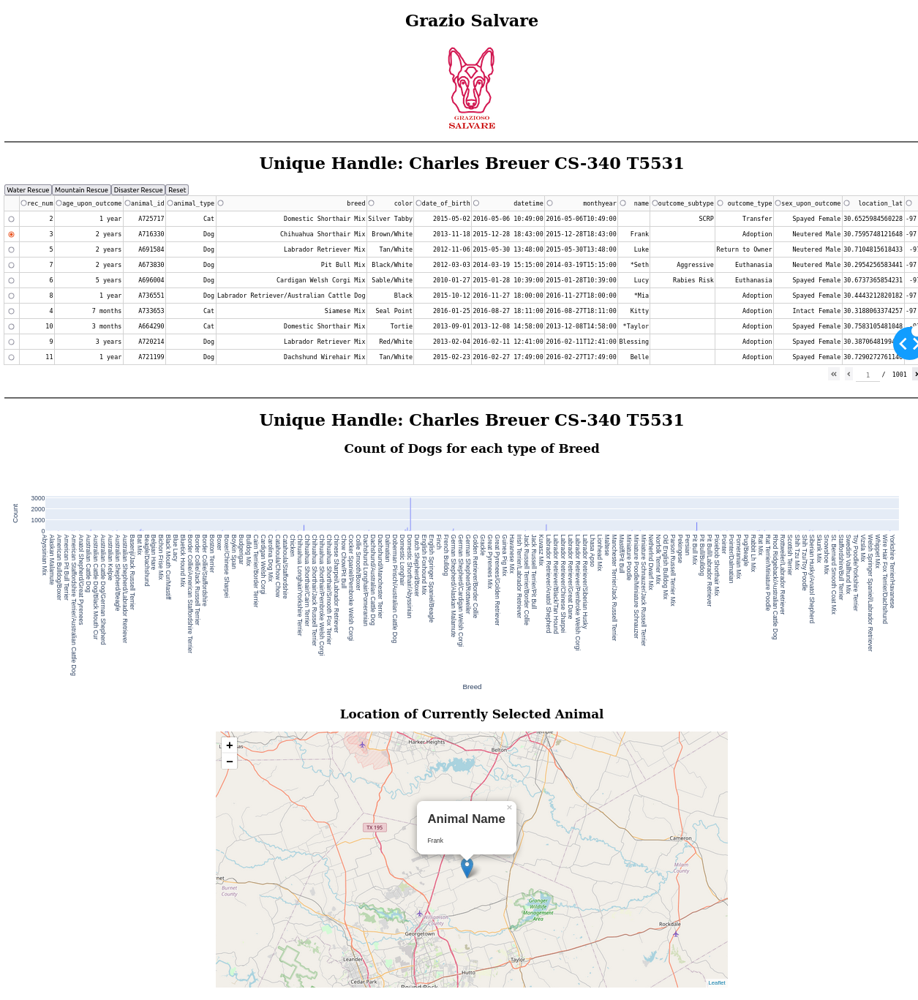 Grazio Salvare
GRAZIOSO
SALVARE
Unique Handle: Charles Breuer CS-340 T5531
Water Rescue Mountain Rescue Disaster Rescue Reset
rec_num age_upon_outcome animal_id animal_type breed color date_of_birth datetime monthyear name outcome_subtype outcome_type sex_upon_outcome location_lat
2 1 year A725717 Cat Domestic Shorthair Mix Silver Tabby 2015-05-02 2016-05-06 10:49:00 2016-05-06T10:49:00 SCRP Transfer Spayed Female 30.6525984560228 -97
3 2 years A716330 Dog Chihuahua Shorthair Mix Brown/White 2013-11-18 2015-12-28 18:43:00 2015-12-28T18:43:00 Frank Adoption Neutered Male 30.7595748121648 -97
5 2 years A691584 Dog Labrador Retriever Mix Tan/White 2012-11-06 2015-05-30 13:48:00 2015-05-30T13:48:00 Luke Return to Owner Neutered Male 30.7104815618433 -97
7 2 years A673830 Dog Pit Bull Mix Black/White 2012-03-03 2014-03-19 15:15:00 2014-03-19T15:15:00 *Seth Aggressive Euthanasia Neutered Male 30.2954256583441 -97
6 5 years A696004 Dog Cardigan Welsh Corgi Mix Sable/White 2010-01-27 2015-01-28 10:39:00 2015-01-28T10:39:00 Lucy Rabies Risk Euthanasia Spayed Female 30.6737365854231 -97
8 1 year A736551 Dog Labrador Retriever/Australian Cattle Dog Black 2015-10-12 2016-11-27 18:00:00 2016-11-27T18:00:00 *Mia Adoption Spayed Female 30.4443212820182 -97
4 7 months A733653 Cat Siamese Mix Seal Point 2016-01-25 2016-08-27 18:11:00 2016-08-27T18:11:00 Kitty Adoption Intact Female 30.3188063374257 -97
10 3 months A664290 Cat Domestic Shorthair Mix Tortie 2013-09-01 2013-12-08 14:58:00 2013-12-08T14:58:00 *Taylor Adoption Spayed Female 30.7583105481048
9 3 years A720214 Dog Labrador Retriever Mix Red/White 2013-02-04 2016-02-11 12:41:00 2016-02-11T12:41:00 Blessing Adoption Spayed Female 30.3870648199
11 1 year A721199 Dog Dachshund Wirehair Mix Tan/White 2015-02-23 2016-02-27 17:49:00 2016-02-27T17:49:00 Belle Adoption Spayed Female 30.729027276114
1 / 1001
Unique Handle: Charles Breuer CS-340 T5531
Count of Dogs for each type of Breed
Count
3000
2000
1000
0
Abyssinian Mix
Alaskan Malamute
American Bulldog/Boxer
American Pit Bull Terrier
American Staffordshire Terrier/Australian Cattle Dog
Anatol Shepherd/Great Pyrenees
Australian Cattle Dog
Australian Cattle Dog/Black Mouth Cur
Australian Cattle Dog/German Shepherd
Australian Kelpie
Australian Shepherd/Beagle
Australian Shepherd/Labrador Retriever
Basenji/Jack Russell Terrier
Bat Mix
Beagle/Dachshund
Belgian Hare
Bichon Frise Mix
Black Mouth Cur/Mastiff
Blue Lacy
Bluetick Hound Mix
Border Collie/American Staffordshire Terrier
Border Collie/Jack Russell Terrier
Border Collie/Staffordshire
Boston Terrier
Boxer
Boxer/Chinese Sharpei
Boykin Span
Budgerigar
Bulldog Mix
Cairn Terrier/Border Terrier
Cardigan Welsh Corgi
Carolina Dog Mix
Catahoula/Chow Chow
Catahoula/Staffordshire
Chicken
Chihuahua Longhair/Yorkshire Terrier
Chihuahua Shorthair/Cairn Terrier
Chihuahua Shorthair/Jack Russell Terrier
Chihuahua Shorthair/Pembroke Welsh Corgi
Chihuahua Shorthair/Smooth Fox Terrier
Chinese Sharpei/Labrador Retriever
Chow Chow/Pit Bull
Cocker Spaniel/Pembroke Welsh Corgi
Collie Smooth/Boxer
Dachshund Longhair/Pomeranian
Dachshund/Australian Cattle Dog
Dachshund/Manchester Terrier
Dalmatian
Doberman Pinsch/Australian Cattle Dog
Domestic Longhair
Domestic Shorthair/Abyssinian
Dutch Shepherd/Boxer
English Foxhound Mix
English Springer Spaniel/Beagle
Finch
French Bulldog
German Shepherd/Alaskan Malamute
German Shepherd/Cardigan Welsh Corgi
German Shepherd/Rottweiler
Golden Retriever/Border Collie
Grackle
Great Pyrenees Mix
Great Pyrenees/Golden Retriever
Guinea Pig Mix
Havanese Mix
Irish Terrier/Labrador Retriever
Jack Russell Terrier/Border Collie
Jack Russell Terrier/Pit Bull
Kuvasz Mix
Labrador Retriever/Anatol Shepherd
Labrador Retriever/Black/Tan Hound
Labrador Retriever/Chinese Sharpei
Labrador Retriever/Great Dane
Labrador Retriever/Pembroke Welsh Corgi
Labrador Retriever/Siberian Husky
Lhasa Apso
Lionhead Mix
Maltese
Manchester Terrier/Jack Russell Terrier
Mastiff/Pit Bull
Miniature Poodle
Miniature Poodle/Miniature Schnauzer
Miniature Schnauzer/Jack Russell Terrier
Netherlnd Dwarf Mix
Norfolk Terrier Mix
Old English Bulldog Mix
Parson Russell Terrier Mix
Pekingese
Persian
Pit Bull Mix
Pit Bull/Bulldog
Pit Bull/Labrador Retriever
Pixiebob Shorthair Mix
Pointer
Pointer/Dalmatian
Pomeranian Mix
Pug/Beagle
Rabbit Lh Mix
Rat Mix
Rat Terrier/Miniature Poodle
Rhod Ridgeback/Australian Cattle Dog
Rottweiler/Labrador Retriever
Scottish Terrier
Shih Tzu Mix
Shih Tzu/Toy Poodle
Siberian Husky/Anatol Shepherd
Skunk Mix
Snowshoe Mix
St. Bernard Smooth Coat Mix
Staffordshire/Bull Terrier
Swedish Vallhund Mix
Toy Poodle/Yorkshire Terrier
Vizsla Mix
Welsh Springer Spaniel/Labrador Retriever
Whippet Mix
Wire Hair Fox Terrier/Dachshund
Yorkshire Terrier/Havanese
Breed
Location of Currently Selected Animal
+
−
Harker Heights
Belton
Temple
Animal Name
×
Frank
TX 195
Cameron
Milam
County
Burnet
County
Granger
Wildlife
Management
Area
Williamson
County
Georgetown
Rockdale
Leander
Taylor
Hutto
Cedar Park
Round Rock
Leaflet